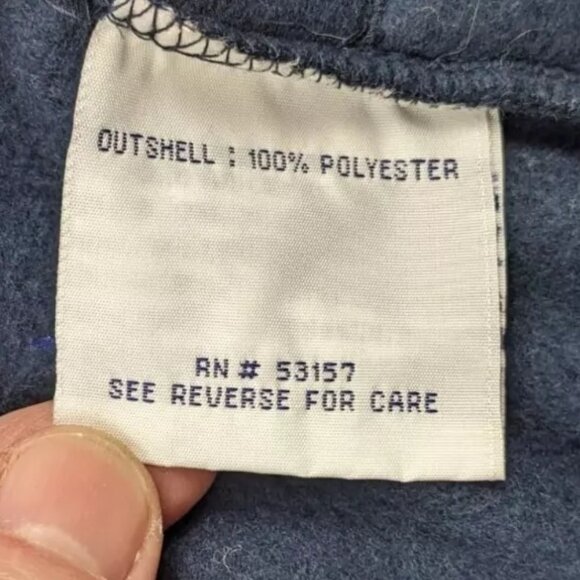 OUTSHELL : 100% POLYESTER
RN # 53157
SEE REVERSE FOR CARE